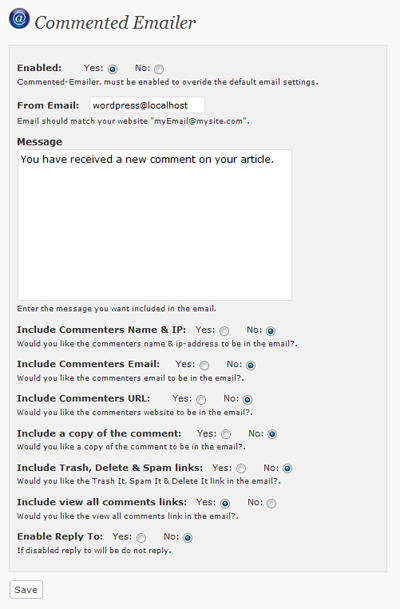 @ Commented Emailer
Enabled: Yes: No:
Commented-Emailer, must be enabled to overide the default email settings.
From Email: wordpress@localhost
Email should match your website "myEmail@mysite.com".
Message
You have received a new comment on your article.
Enter the message you want included in the email.
Include Commenters Name & IP: Yes: No:
Would you like the commenters name & ip-address to be in the email?.
Include Commenters Email: Yes: No:
Would you like the commenters email to be in the email?.
Include Commenters URL: Yes: No:
Would you like the commenters website to be in the email?.
Include a copy of the comment: Yes: No:
Would you like a copy of the comment to be in the email?.
Include Trash, Delete & Spam links: Yes: No:
Would you like the Trash It, Spam It & Delete It link in the email?.
Include view all comments links: Yes: No:
Would you like the view all comments link in the email?.
Enable Reply To: Yes: No:
If disabled reply to will be do not reply.
Save